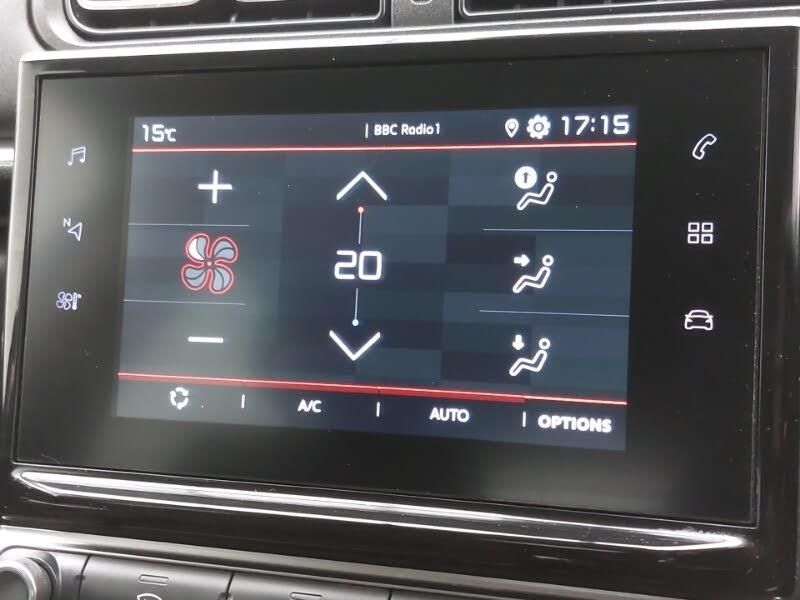 15°C | BBC Radio1 17:15
N
20
A/C | AUTO | OPTIONS